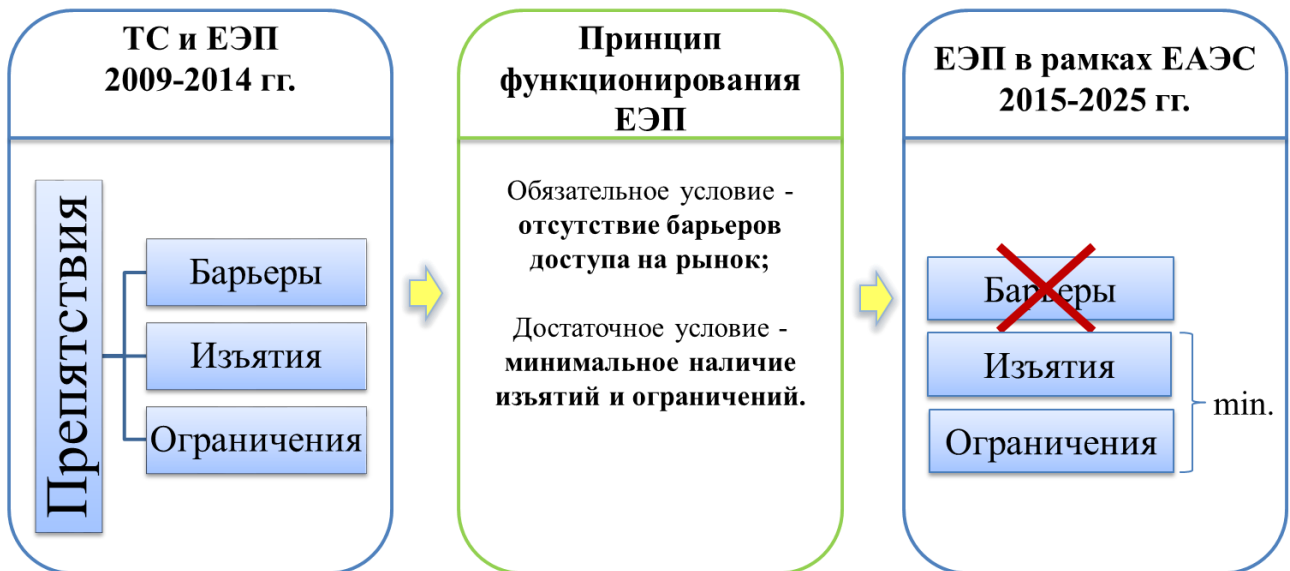 ТС и ЕЭП
2009-2014 гг.
Препятствия
Барьеры
Изъятия
Ограничения
Принцип
функционирования
ЕЭП
Обязательное условие -
отсутствие барьеров
доступа на рынок;
Достаточное условие -
минимальное наличие
изъятий и ограничений.
ЕЭП в рамках ЕАЭС
2015-2025 гг.
Барьеры
Изъятия
Ограничения
min.